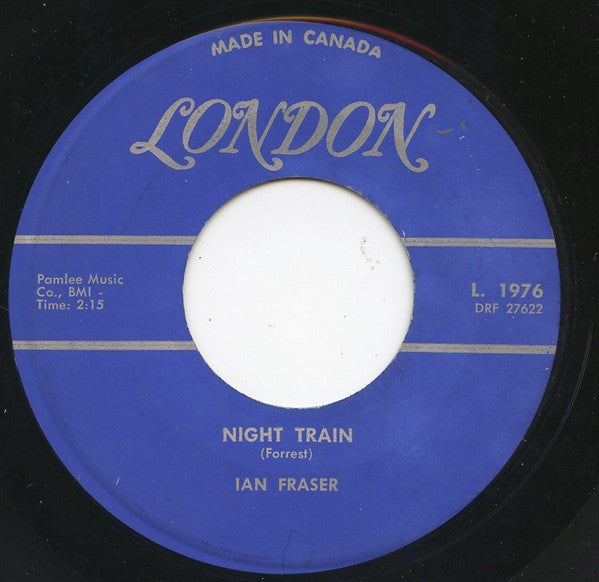 MADE IN CANADA
LONDON
Pamlee Music
Co., BMI -
Time: 2:15
L. 1976
DRF 27622
NIGHT TRAIN
(Forrest)
IAN FRASER